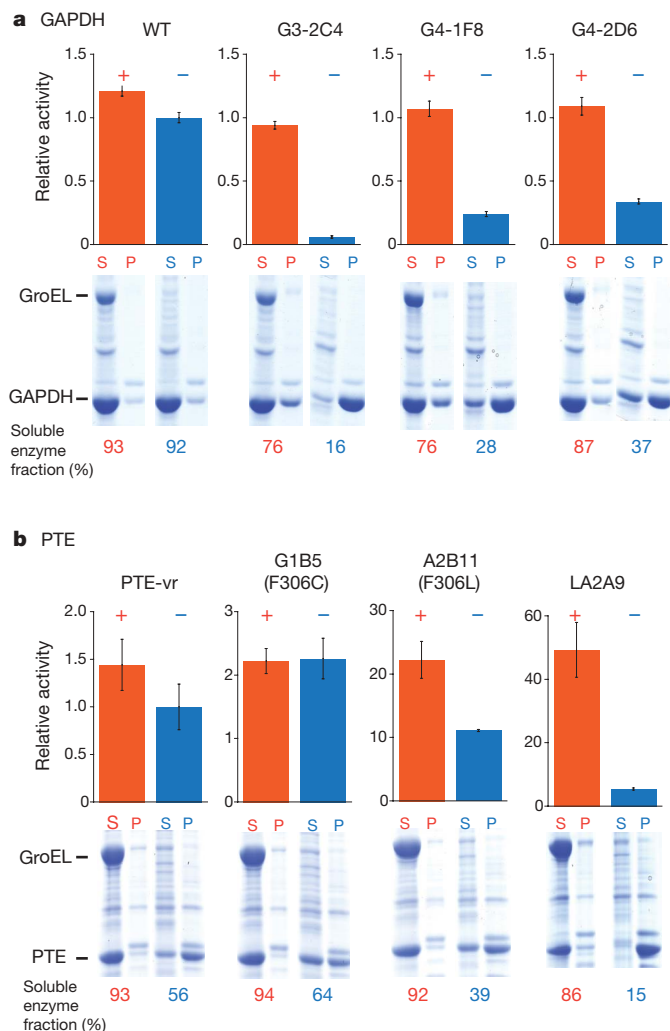 a GAPDH
WT G3-2C4 G4-1F8 G4-2D6
+ − + − + − + −
Relative activity
1.5 1.5 1.5 1.5
1.0 1.0 1.0 1.0
0.5 0.5 0.5 0.5
0 0 0 0
S P S P S P S P S P S P S P S P
GroEL
GAPDH
Soluble enzyme fraction (%)
93 92 76 16 76 28 87 37
b PTE
PTE-vr G1B5 (F306C) A2B11 (F306L) LA2A9
+ − + − + − + −
Relative activity
2.0 3 30 60
1.5 2 20 40
1.0 1 10 20
0.5
0 0 0 0
S P S P S P S P S P S P S P S P
GroEL
PTE
Soluble enzyme fraction (%)
93 56 94 64 92 39 86 15